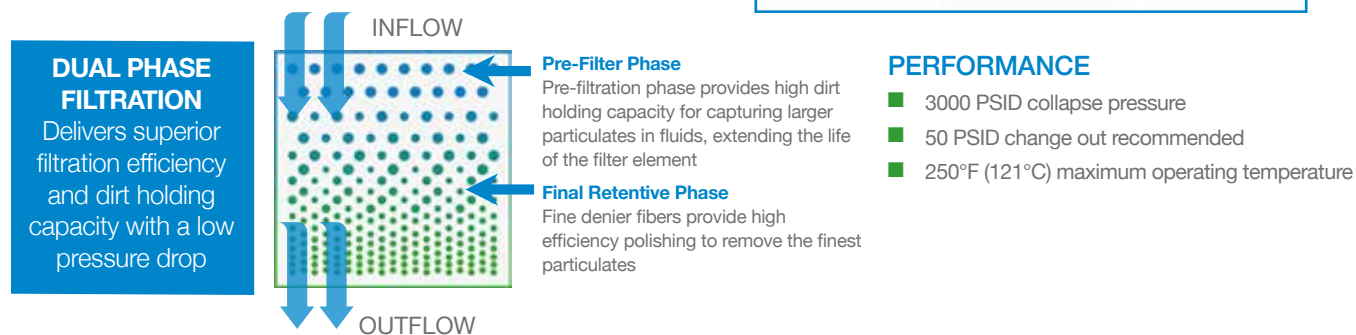 DUAL PHASE
FILTRATION
Delivers superior
filtration efficiency
and dirt holding
capacity with a low
pressure drop
INFLOW
OUTFLOW
Pre-Filter Phase
Pre-filtration phase provides high dirt
holding capacity for capturing larger
particulates in fluids, extending the life
of the filter element
Final Retentive Phase
Fine denier fibers provide high
efficiency polishing to remove the finest
particulates
PERFORMANCE
3000 PSID collapse pressure
50 PSID change out recommended
250°F (121°C) maximum operating temperature